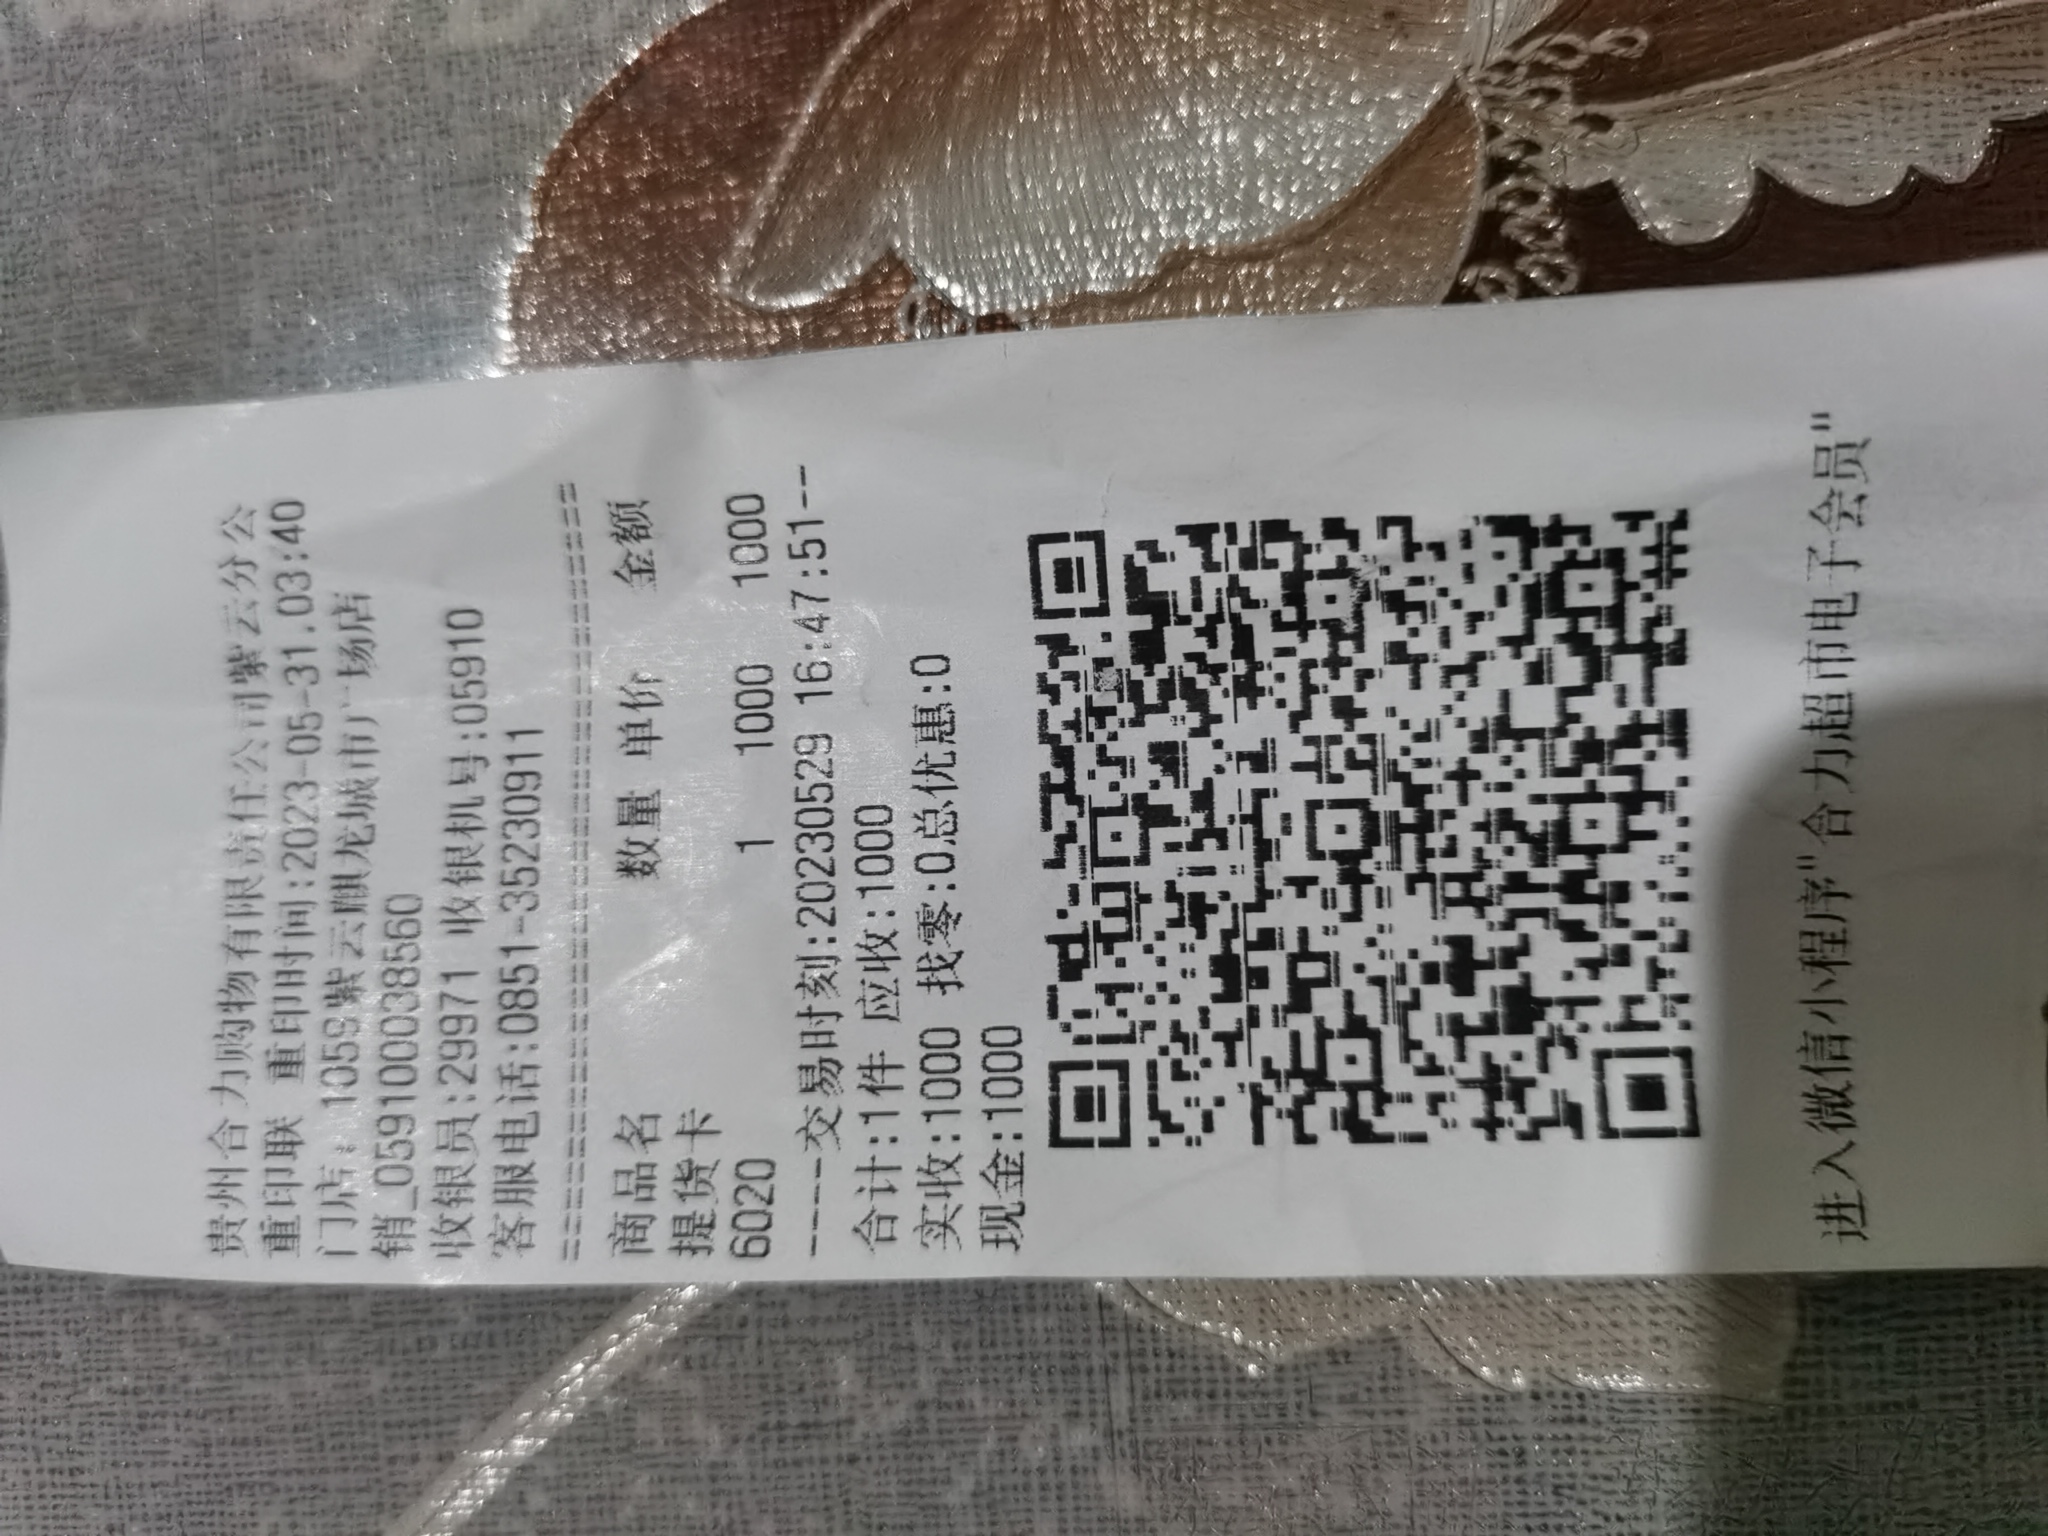 贵州合力购物有限责任公司紫云分公
重印联 重印时间:2023-05-31.03:40
门店: 1059紫云麒龙城市广场店
销_0591000038560
收银员:29971 收银机号:05910
客服电话:0851-35230911
============================
商品名 数量 单价 金额
提货卡
6020 1 1000 1000
----交易时刻:20230529 16:47:51--
合计:1件 应收:1000
实收:1000 找零:0总优惠:0
现金:1000
进入微信小程序"合力超市电子会员"